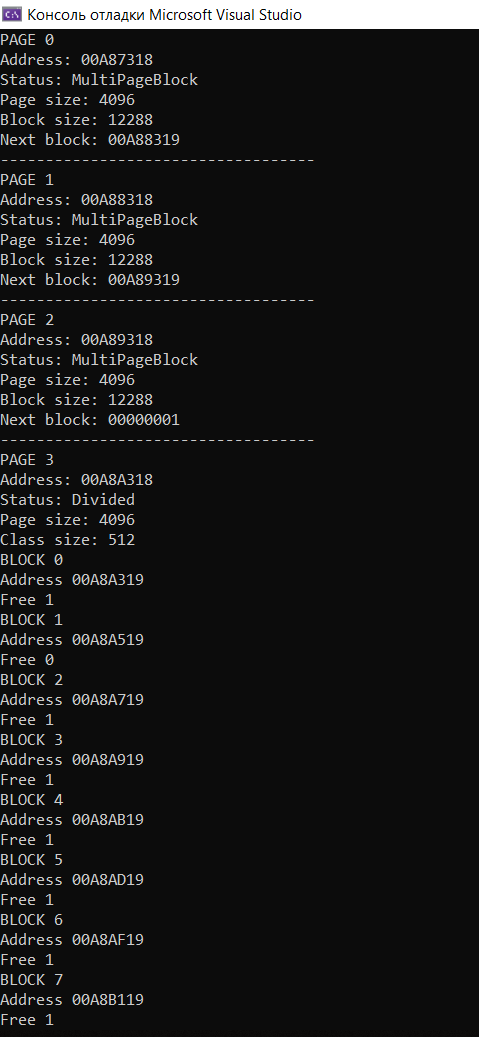 Консоль отладки Microsoft Visual Studio
PAGE 0
Address: 00A87318
Status: MultiPageBlock
Page size: 4096
Block size: 12288
Next block: 00A88319
-----------------------------------
PAGE 1
Address: 00A88318
Status: MultiPageBlock
Page size: 4096
Block size: 12288
Next block: 00A89319
-----------------------------------
PAGE 2
Address: 00A89318
Status: MultiPageBlock
Page size: 4096
Block size: 12288
Next block: 00000001
-----------------------------------
PAGE 3
Address: 00A8A318
Status: Divided
Page size: 4096
Class size: 512
BLOCK 0
Address 00A8A319
Free 1
BLOCK 1
Address 00A8A519
Free 0
BLOCK 2
Address 00A8A719
Free 1
BLOCK 3
Address 00A8A919
Free 1
BLOCK 4
Address 00A8AB19
Free 1
BLOCK 5
Address 00A8AD19
Free 1
BLOCK 6
Address 00A8AF19
Free 1
BLOCK 7
Address 00A8B119
Free 1